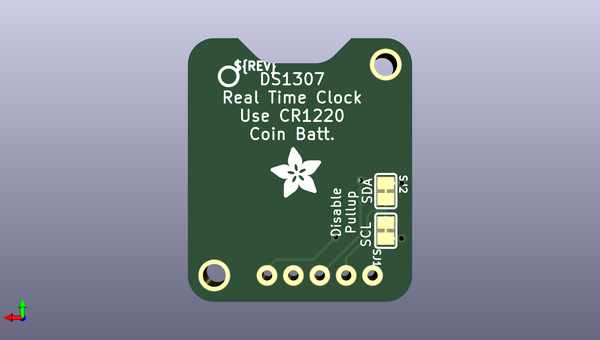 ${REV}
DS1307
Real Time Clock
Use CR1220
Coin Batt.
Disable
Pullup
SDA
SCL